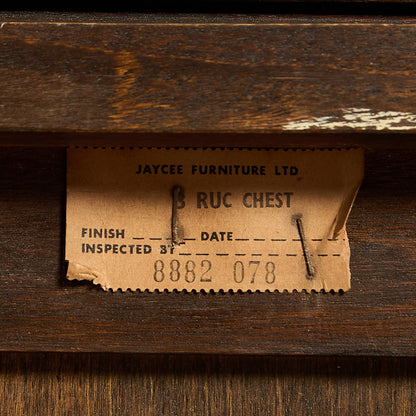 JAYCEE FURNITURE LTD
RUC CHEST
FINISH DATE
INSPECTED BY
8882 078